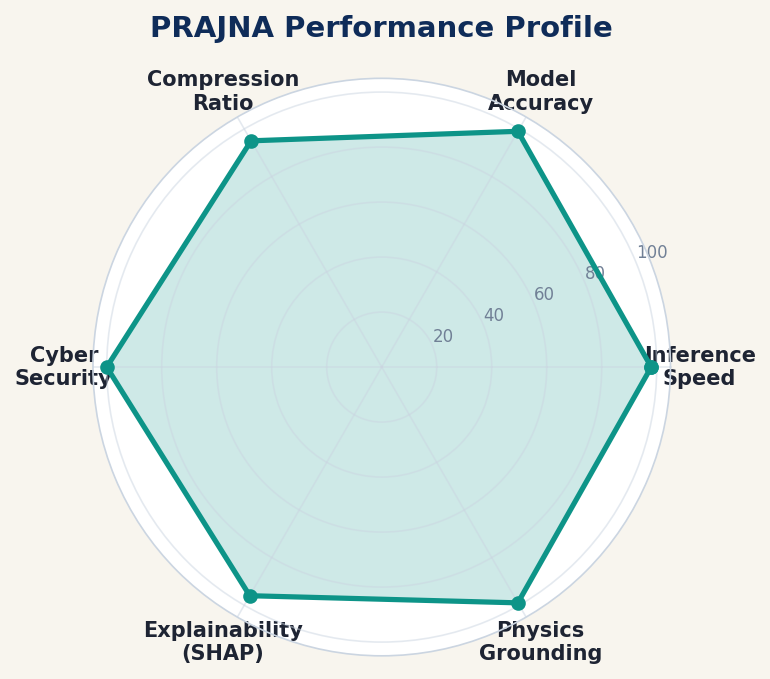 PRAJNA Performance Profile
Compression
Ratio
Model
Accuracy
100
80
60
40
20
Cyber
Security
Inference
Speed
Explainability
(SHAP)
Physics
Grounding